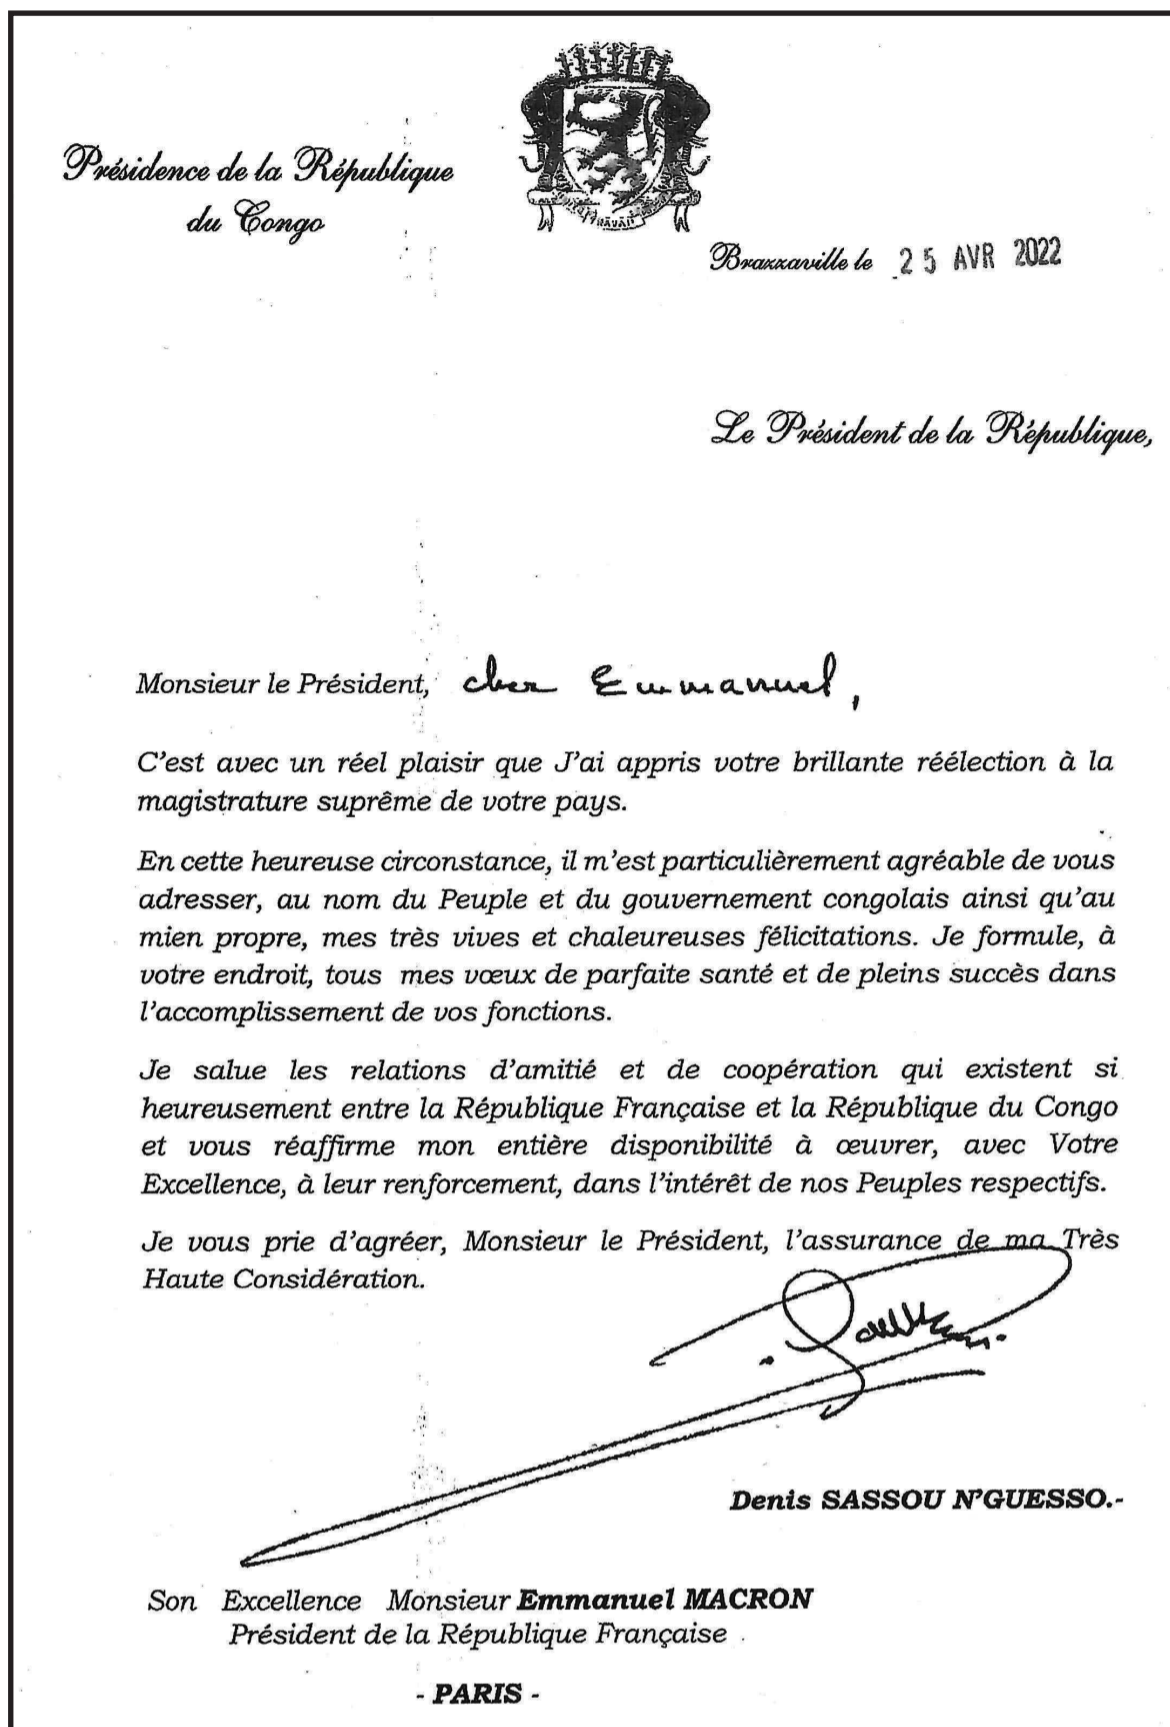 Présidence de la République
du Congo
TRAVAIL
Brazzaville le 25 AVR 2022
Le Président de la République,
Monsieur le Président, cher Emmanuel,
C'est avec un réel plaisir que J'ai appris votre brillante réélection à la
magistrature suprême de votre pays.
En cette heureuse circonstance, il m'est particulièrement agréable de vous
adresser, au nom du Peuple et du gouvernement congolais ainsi qu'au
mien propre, mes très vives et chaleureuses félicitations. Je formule, à
votre endroit, tous mes vœux de parfaite santé et de pleins succès dans
l'accomplissement de vos fonctions.
Je salue les relations d'amitié et de coopération qui existent si
heureusement entre la République Française et la République du Congo
et vous réaffirme mon entière disponibilité à œuvrer, avec Votre
Excellence, à leur renforcement, dans l'intérêt de nos Peuples respectifs.
Je vous prie d'agréer, Monsieur le Président, l'assurance de ma Très
Haute Considération.
Denis SASSOU N'GUESSO.-
Son Excellence Monsieur Emmanuel MACRON
Président de la République Française
- PARIS -